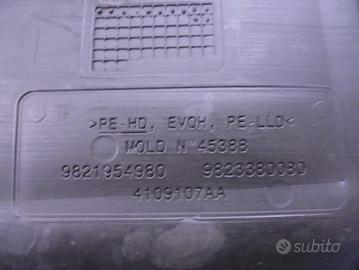 >PE-HD, EVOH, PE-LLD<
MOLD N°45388
9821954980 9823380080
4109107AA
subito